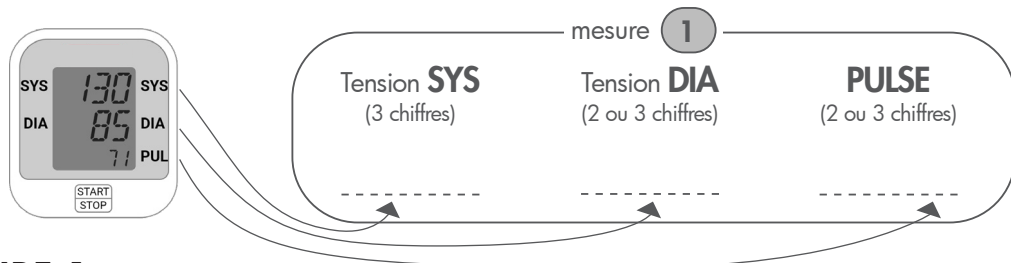 mesure 1
SYS 130 SYS
DIA 85 DIA
71 PUL
START
STOP
Tension SYS
(3 chiffres)
Tension DIA
(2 ou 3 chiffres)
PULSE
(2 ou 3 chiffres)